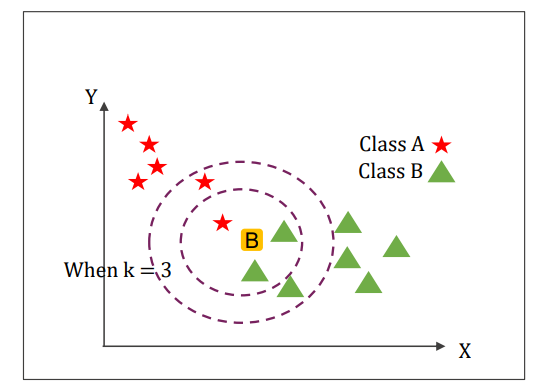 Y
Class A
Class B
B
When k = 3
X